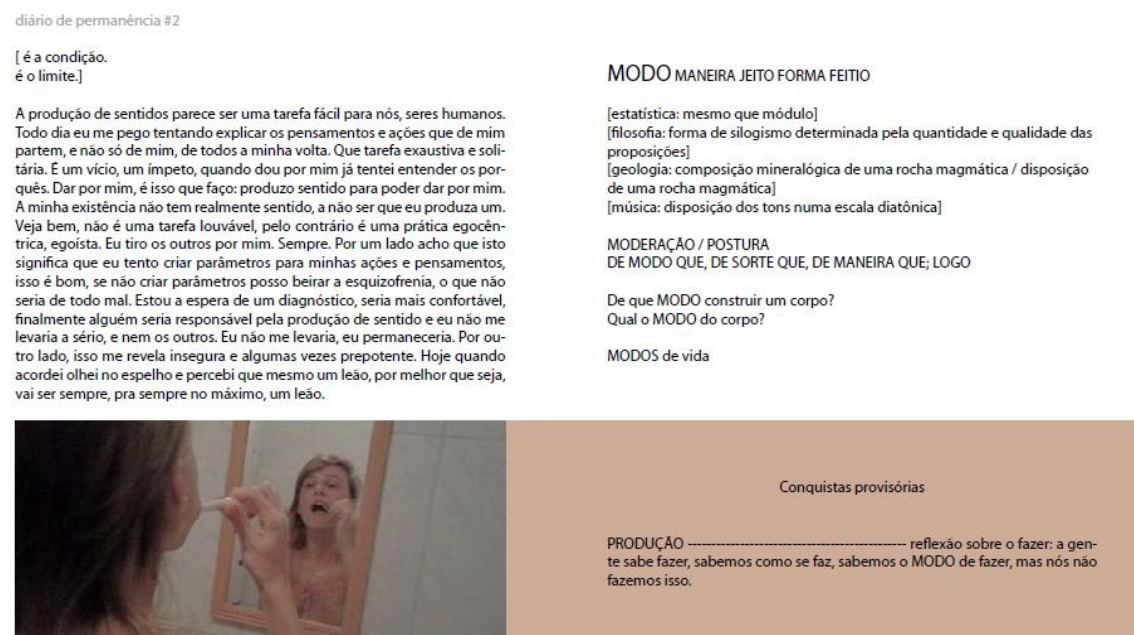 diário de permanência #2
[ é a condição.
é o limite.]
A produção de sentidos parece ser uma tarefa fácil para nós, seres humanos.
Todo dia eu me pego tentando explicar os pensamentos e ações que de mim
partem, e não só de mim, de todos a minha volta. Que tarefa exaustiva e soli-
tária. É um vício, um ímpeto, quando dou por mim já tentei entender os por-
quês. Dar por mim, é isso que faço: produzo sentido para poder dar por mim.
A minha existência não tem realmente sentido, a não ser que eu produza um.
Veja bem, não é uma tarefa louvável, pelo contrário é uma prática egocên-
trica, egoísta. Eu tiro os outros por mim. Sempre. Por um lado acho que isto
significa que eu tento criar parâmetros para minhas ações e pensamentos,
isso é bom, se não criar parâmetros posso beirar a esquizofrenia, o que não
seria de todo mal. Estou a espera de um diagnóstico, seria mais confortável,
finalmente alguém seria responsável pela produção de sentido e eu não me
levaria a sério, e nem os outros. Eu não me levaria, eu permaneceria. Por ou-
tro lado, isso me revela insegura e algumas vezes prepotente. Hoje quando
acordei olhei no espelho e percebi que mesmo um leão, por melhor que seja,
vai ser sempre, pra sempre no máximo, um leão.
MODO MANEIRA JEITO FORMA FEITIO
[estatística: mesmo que módulo]
[filosofia: forma de silogismo determinada pela quantidade e qualidade das
proposições]
[geologia: composição mineralógica de uma rocha magmática / disposição
de uma rocha magmática]
[música: disposição dos tons numa escala diatônica]
MODERAÇÃO / POSTURA
DE MODO QUE, DE SORTE QUE, DE MANEIRA QUE; LOGO
De que MODO construir um corpo?
Qual o MODO do corpo?
MODOS de vida
Conquistas provisórias
PRODUÇÃO ---------------------------------------------- reflexão sobre o fazer: a gen-
te sabe fazer, sabemos como se faz, sabemos o MODO de fazer, mas nós não
fazemos isso.